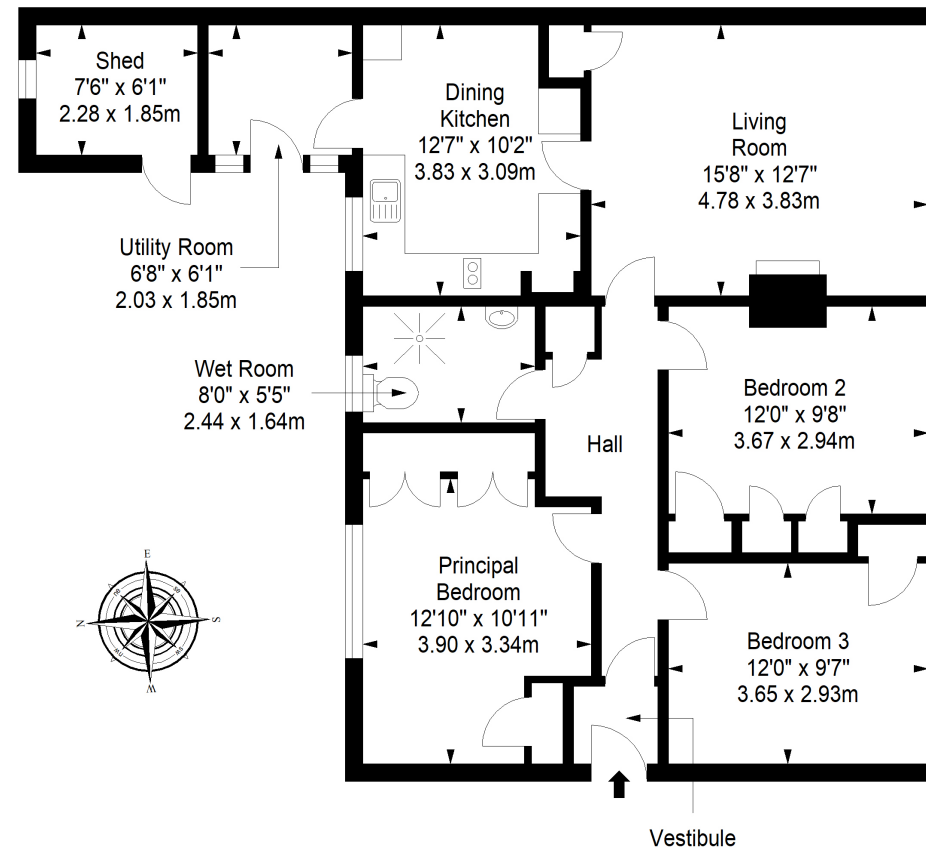 Shed
7'6" x 6'1"
2.28 x 1.85m
Dining
Kitchen
12'7" x 10'2"
3.83 x 3.09m
Living
Room
15'8" x 12'7"
4.78 x 3.83m
Utility Room
6'8" x 6'1"
2.03 x 1.85m
Wet Room
8'0" x 5'5"
2.44 x 1.64m
Bedroom 2
12'0" x 9'8"
3.67 x 2.94m
Hall
Principal
Bedroom
12'10" x 10'11"
3.90 x 3.34m
Bedroom 3
12'0" x 9'7"
3.65 x 2.93m
Vestibule
E
N
S
W